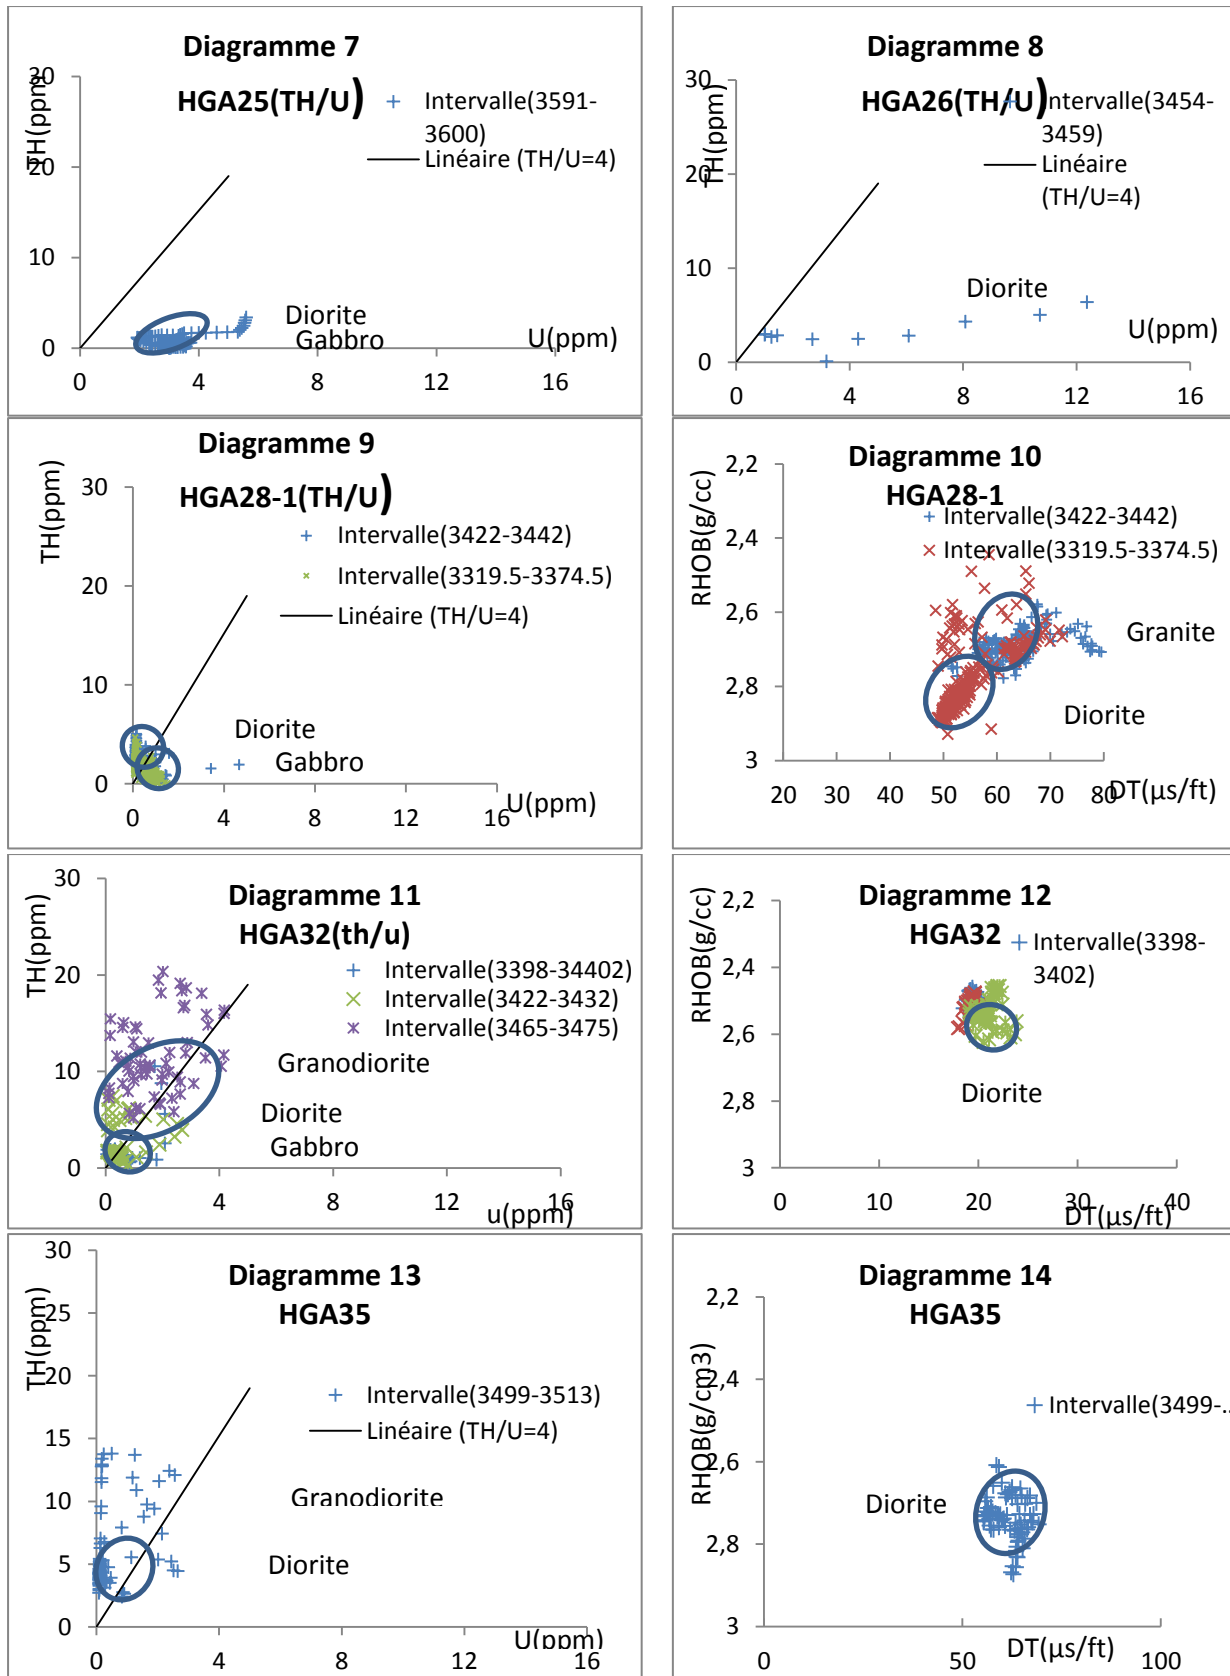 Diagramme 7
HGA25(TH/U)
TH(ppm)
30
20
10
0
Intervalle(3591-
3600)
Linéaire (TH/U=4)
Diorite
Gabbro
U(ppm)
0 4 8 12 16
Diagramme 8
HGA26(TH/U)
TH(ppm)
30
20
10
0
Intervalle(3454-
3459)
Linéaire
(TH/U=4)
Diorite
U(ppm)
0 4 8 12 16
Diagramme 9
HGA28-1(TH/U)
TH(ppm)
30
20
10
0
Intervalle(3422-3442)
Intervalle(3319.5-3374.5)
Linéaire (TH/U=4)
Diorite
Gabbro
U(ppm)
0 4 8 12 16
Diagramme 10
HGA28-1
RHOB(g/cc)
2,2
2,4
2,6
2,8
3
Intervalle(3422-3442)
Intervalle(3319.5-3374.5)
Granite
Diorite
20 30 40 50 60 70 80
DT(µs/ft)
Diagramme 11
HGA32(th/u)
TH(ppm)
30
20
10
0
Intervalle(3398-34402)
Intervalle(3422-3432)
Intervalle(3465-3475)
Granodiorite
Diorite
Gabbro
0 4 8 12 16
u(ppm)
Diagramme 12
HGA32
RHOB(g/cc)
2,2
2,4
2,6
2,8
3
Intervalle(3398-
3402)
Diorite
0 10 20 30 40
DT(µs/ft)
Diagramme 13
HGA35
TH(ppm)
30
25
20
15
10
5
0
Intervalle(3499-3513)
Linéaire (TH/U=4)
Granodiorite
Diorite
U(ppm)
0 4 8 12 16
Diagramme 14
HGA35
RHOB(g/cm3)
2,2
2,4
2,6
2,8
3
Intervalle(3499-..
Diorite
0 50 100
DT(µs/ft)